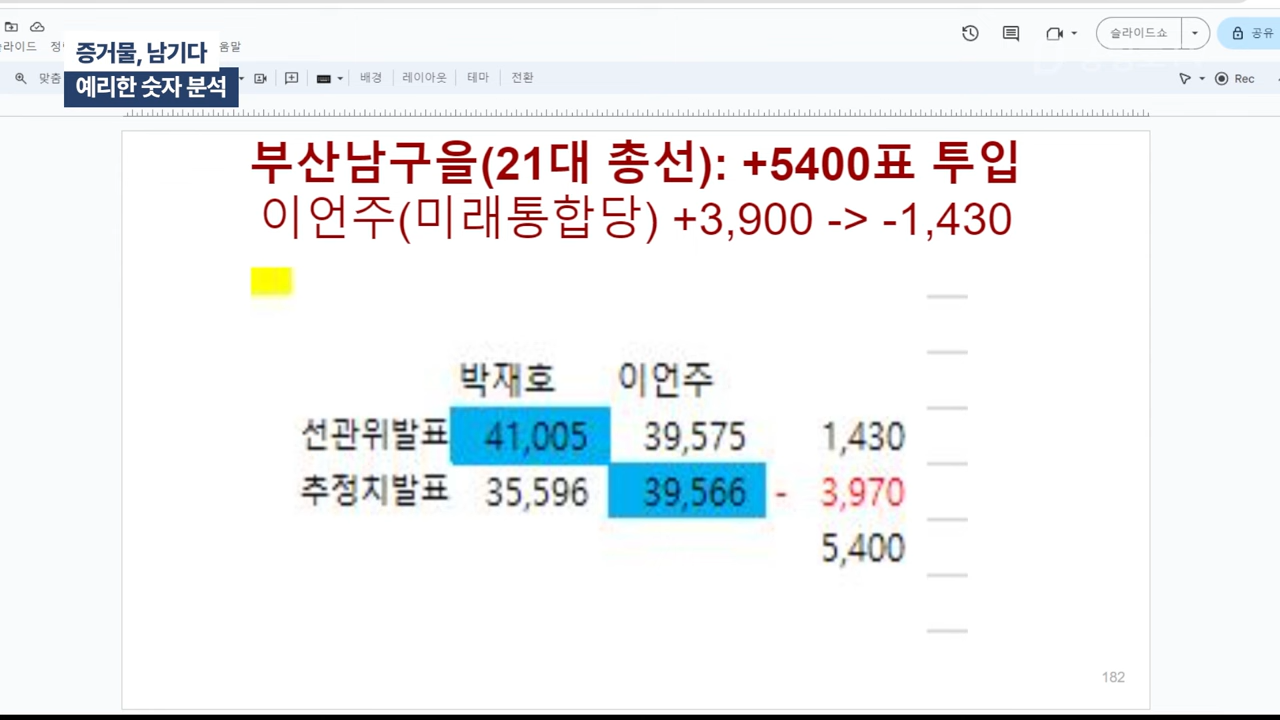 증거물, 남기다
예리한 숫자 분석
라이드
움말
슬라이드쇼
공유
맞춤
배경
레이아웃
테마
전환
Rec
부산남구을(21대 총선): +5400표 투입
이언주(미래통합당) +3,900 -> -1,430
박재호 이언주
선관위발표 41,005 39,575 1,430
추정치발표 35,596 39,566 - 3,970
5,400
182